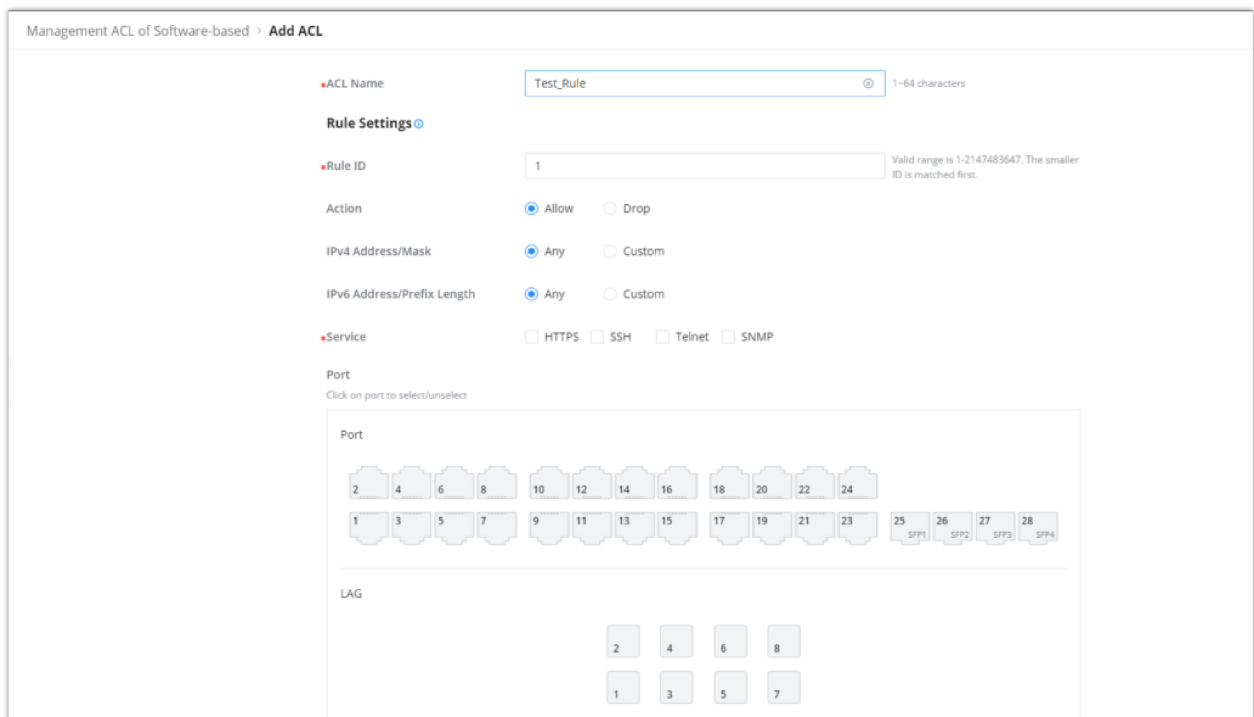 Management ACL of Software-based > Add ACL
*ACL Name Test_Rule 1~64 characters
Rule Settings
*Rule ID 1 Valid range is 1-2147483647. The smaller
ID is matched first.
Action Allow Drop
IPv4 Address/Mask Any Custom
IPv6 Address/Prefix Length Any Custom
*Service HTTPS SSH Telnet SNMP
Port
Click on port to select/unselect
Port
2 4 6 8 10 12 14 16 18 20 22 24
1 3 5 7 9 11 13 15 17 19 21 23 25 26 27 28
SFP1 SFP2 SFP3 SFP4
LAG
2 4 6 8
1 3 5 7